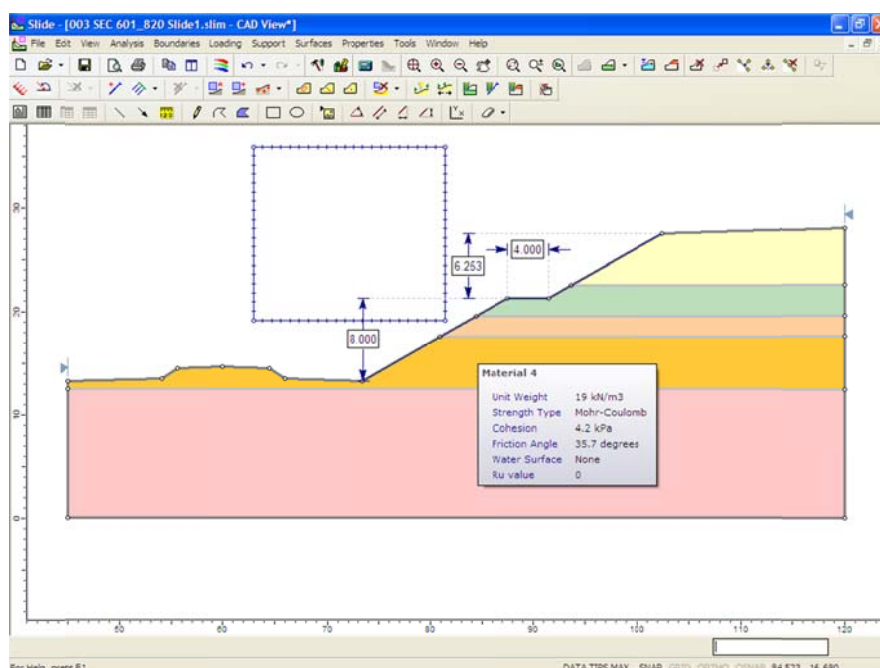 Slide - [003 SEC 601_820 Slide1.slim - CAD View*]
File Edit View Analysis Boundaries Loading Support Surfaces Properties Tools Window Help
30
20
10
0
6.253
4.000
8.000
Material 4
Unit Weight 19 kN/m3
Strength Type Mohr-Coulomb
Cohesion 4.2 kPa
Friction Angle 35.7 degrees
Water Surface None
Ru value 0
50 60 70 80 90 100 110 120
For Help, press F1
DATA TIPS MAX SNAP GRID ORTHO OSNAP 84.523, 16.680